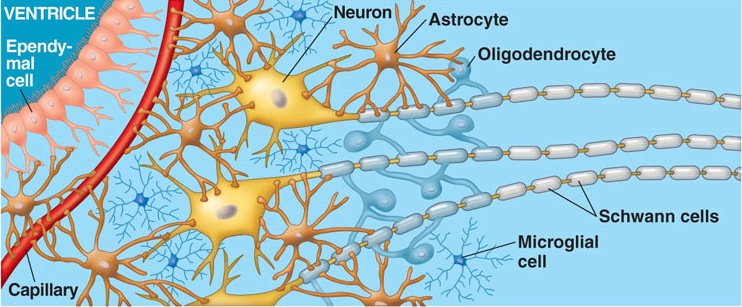 VENTRICLE
Ependy-
mal
cell
Neuron
Astrocyte
Oligodendrocyte
Schwann cells
Microglial
cell
Capillary